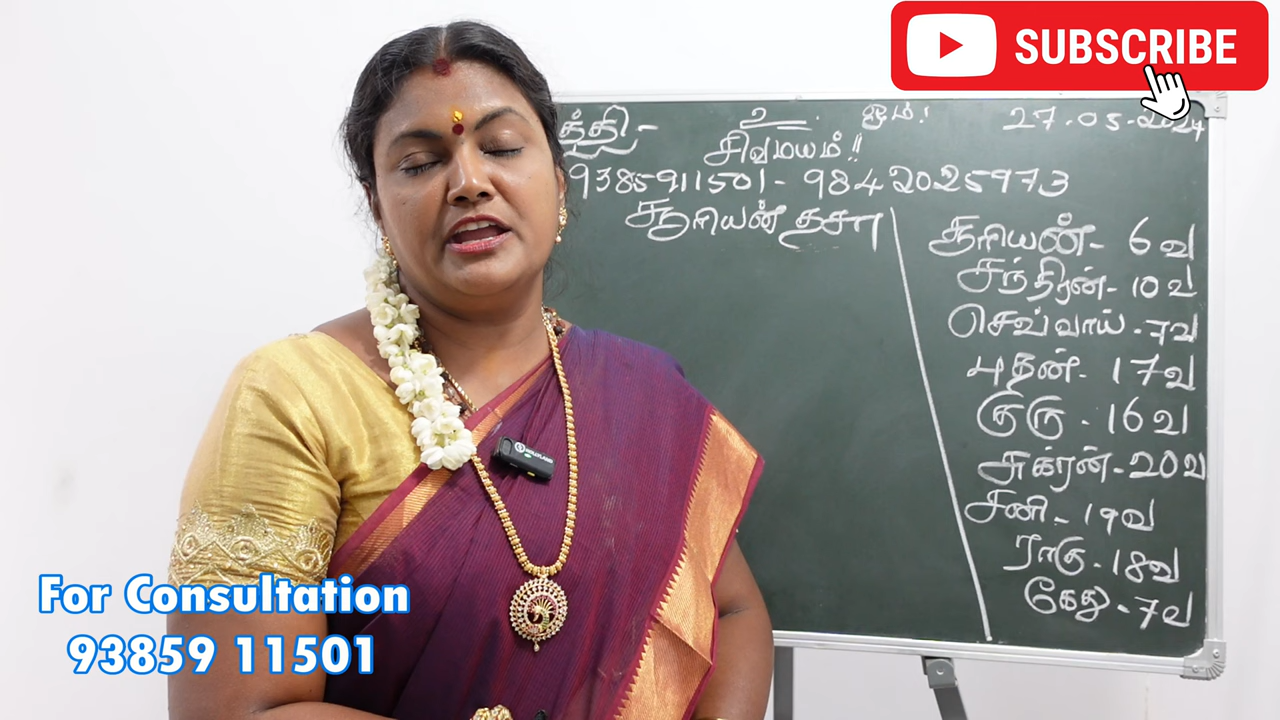 SUBSCRIBE
த்தி - உ ஓம்! 27-05-2024
சிவமயம்!!
9385911501 - 9842025973
சூரியன் தசா
சூரியன் - 6வ
சந்திரன் - 10வ
செவ்வாய் - 7வ
புதன் - 17வ
குரு - 16வ
சுக்ரன் - 20வ
சனி - 19வ
ராகு - 18வ
கேது - 7வ
For Consultation
93859 11501